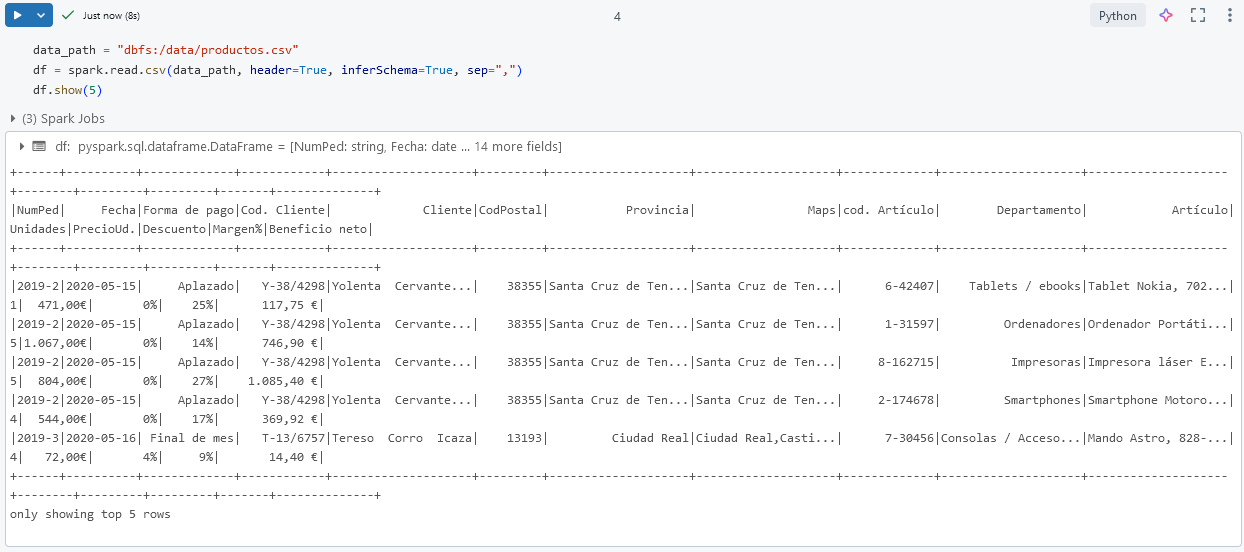 Just now (8s)
4
Python
data_path = "dbfs:/data/productos.csv"
df = spark.read.csv(data_path, header=True, inferSchema=True, sep=",")
df.show(5)
(3) Spark Jobs
df: pyspark.sql.dataframe.DataFrame = [NumPed: string, Fecha: date ... 14 more fields]
+------+----------+-------------+------------+--------------------+---------+--------------------+--------------------+-------------+--------------------+--------------------
+--------+---------+---------+-------+--------------+
|NumPed|     Fecha|Forma de pago|Cod. Cliente|             Cliente|CodPostal|           Provincia|                Maps|cod. Artículo|        Departamento|            Artículo|
Unidades|PrecioUd.|Descuento|Margen%|Beneficio neto|
+------+----------+-------------+------------+--------------------+---------+--------------------+--------------------+-------------+--------------------+--------------------
+--------+---------+---------+-------+--------------+
|2019-2|2020-05-15|     Aplazado|   Y-38/4298|Yolenta  Cervante...|    38355|Santa Cruz de Ten...|Santa Cruz de Ten...|      6-42407|    Tablets / ebooks|Tablet Nokia, 702...|
1|  471,00€|       0%|    25%|     117,75 €|
|2019-2|2020-05-15|     Aplazado|   Y-38/4298|Yolenta  Cervante...|    38355|Santa Cruz de Ten...|Santa Cruz de Ten...|      1-31597|         Ordenadores|Ordenador Portáti...|
5|1.067,00€|       0%|    14%|     746,90 €|
|2019-2|2020-05-15|     Aplazado|   Y-38/4298|Yolenta  Cervante...|    38355|Santa Cruz de Ten...|Santa Cruz de Ten...|     8-162715|          Impresoras|Impresora láser E...|
5|  804,00€|       0%|    27%|   1.085,40 €|
|2019-2|2020-05-15|     Aplazado|   Y-38/4298|Yolenta  Cervante...|    38355|Santa Cruz de Ten...|Santa Cruz de Ten...|     2-174678|         Smartphones|Smartphone Motoro...|
4|  544,00€|       0%|    17%|     369,92 €|
|2019-3|2020-05-16| Final de mes|   T-13/6757|Tereso  Corro  Icaza|    13193|         Ciudad Real|Ciudad Real,Casti...|      7-30456|Consolas / Acceso...|Mando Astro, 828-...|
4|   72,00€|       4%|     9%|      14,40 €|
+------+----------+-------------+------------+--------------------+---------+--------------------+--------------------+-------------+--------------------+--------------------
+--------+---------+---------+-------+--------------+
only showing top 5 rows